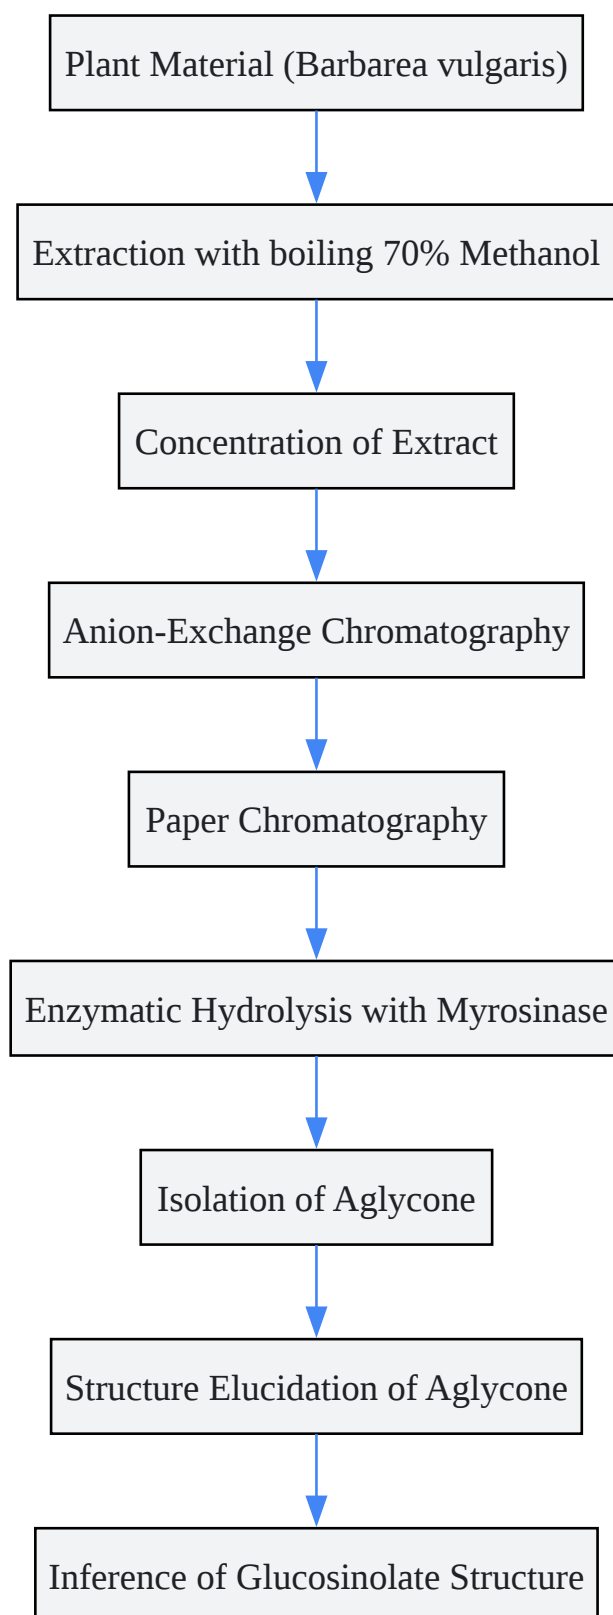 Plant Material (Barbarea vulgaris)
Extraction with boiling 70% Methanol
Concentration of Extract
Anion-Exchange Chromatography
Paper Chromatography
Enzymatic Hydrolysis with Myrosinase
Isolation of Aglycone
Structure Elucidation of Aglycone
Inference of Glucosinolate Structure